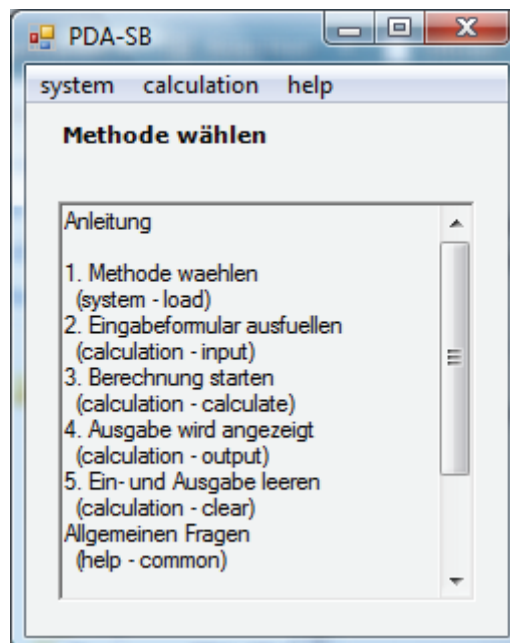 PDA-SB
system calculation help
Methode wählen
Anleitung
1. Methode waehlen
(system - load)
2. Eingabeformular ausfuellen
(calculation - input)
3. Berechnung starten
(calculation - calculate)
4. Ausgabe wird angezeigt
(calculation - output)
5. Ein- und Ausgabe leeren
(calculation - clear)
Allgemeinen Fragen
(help - common)